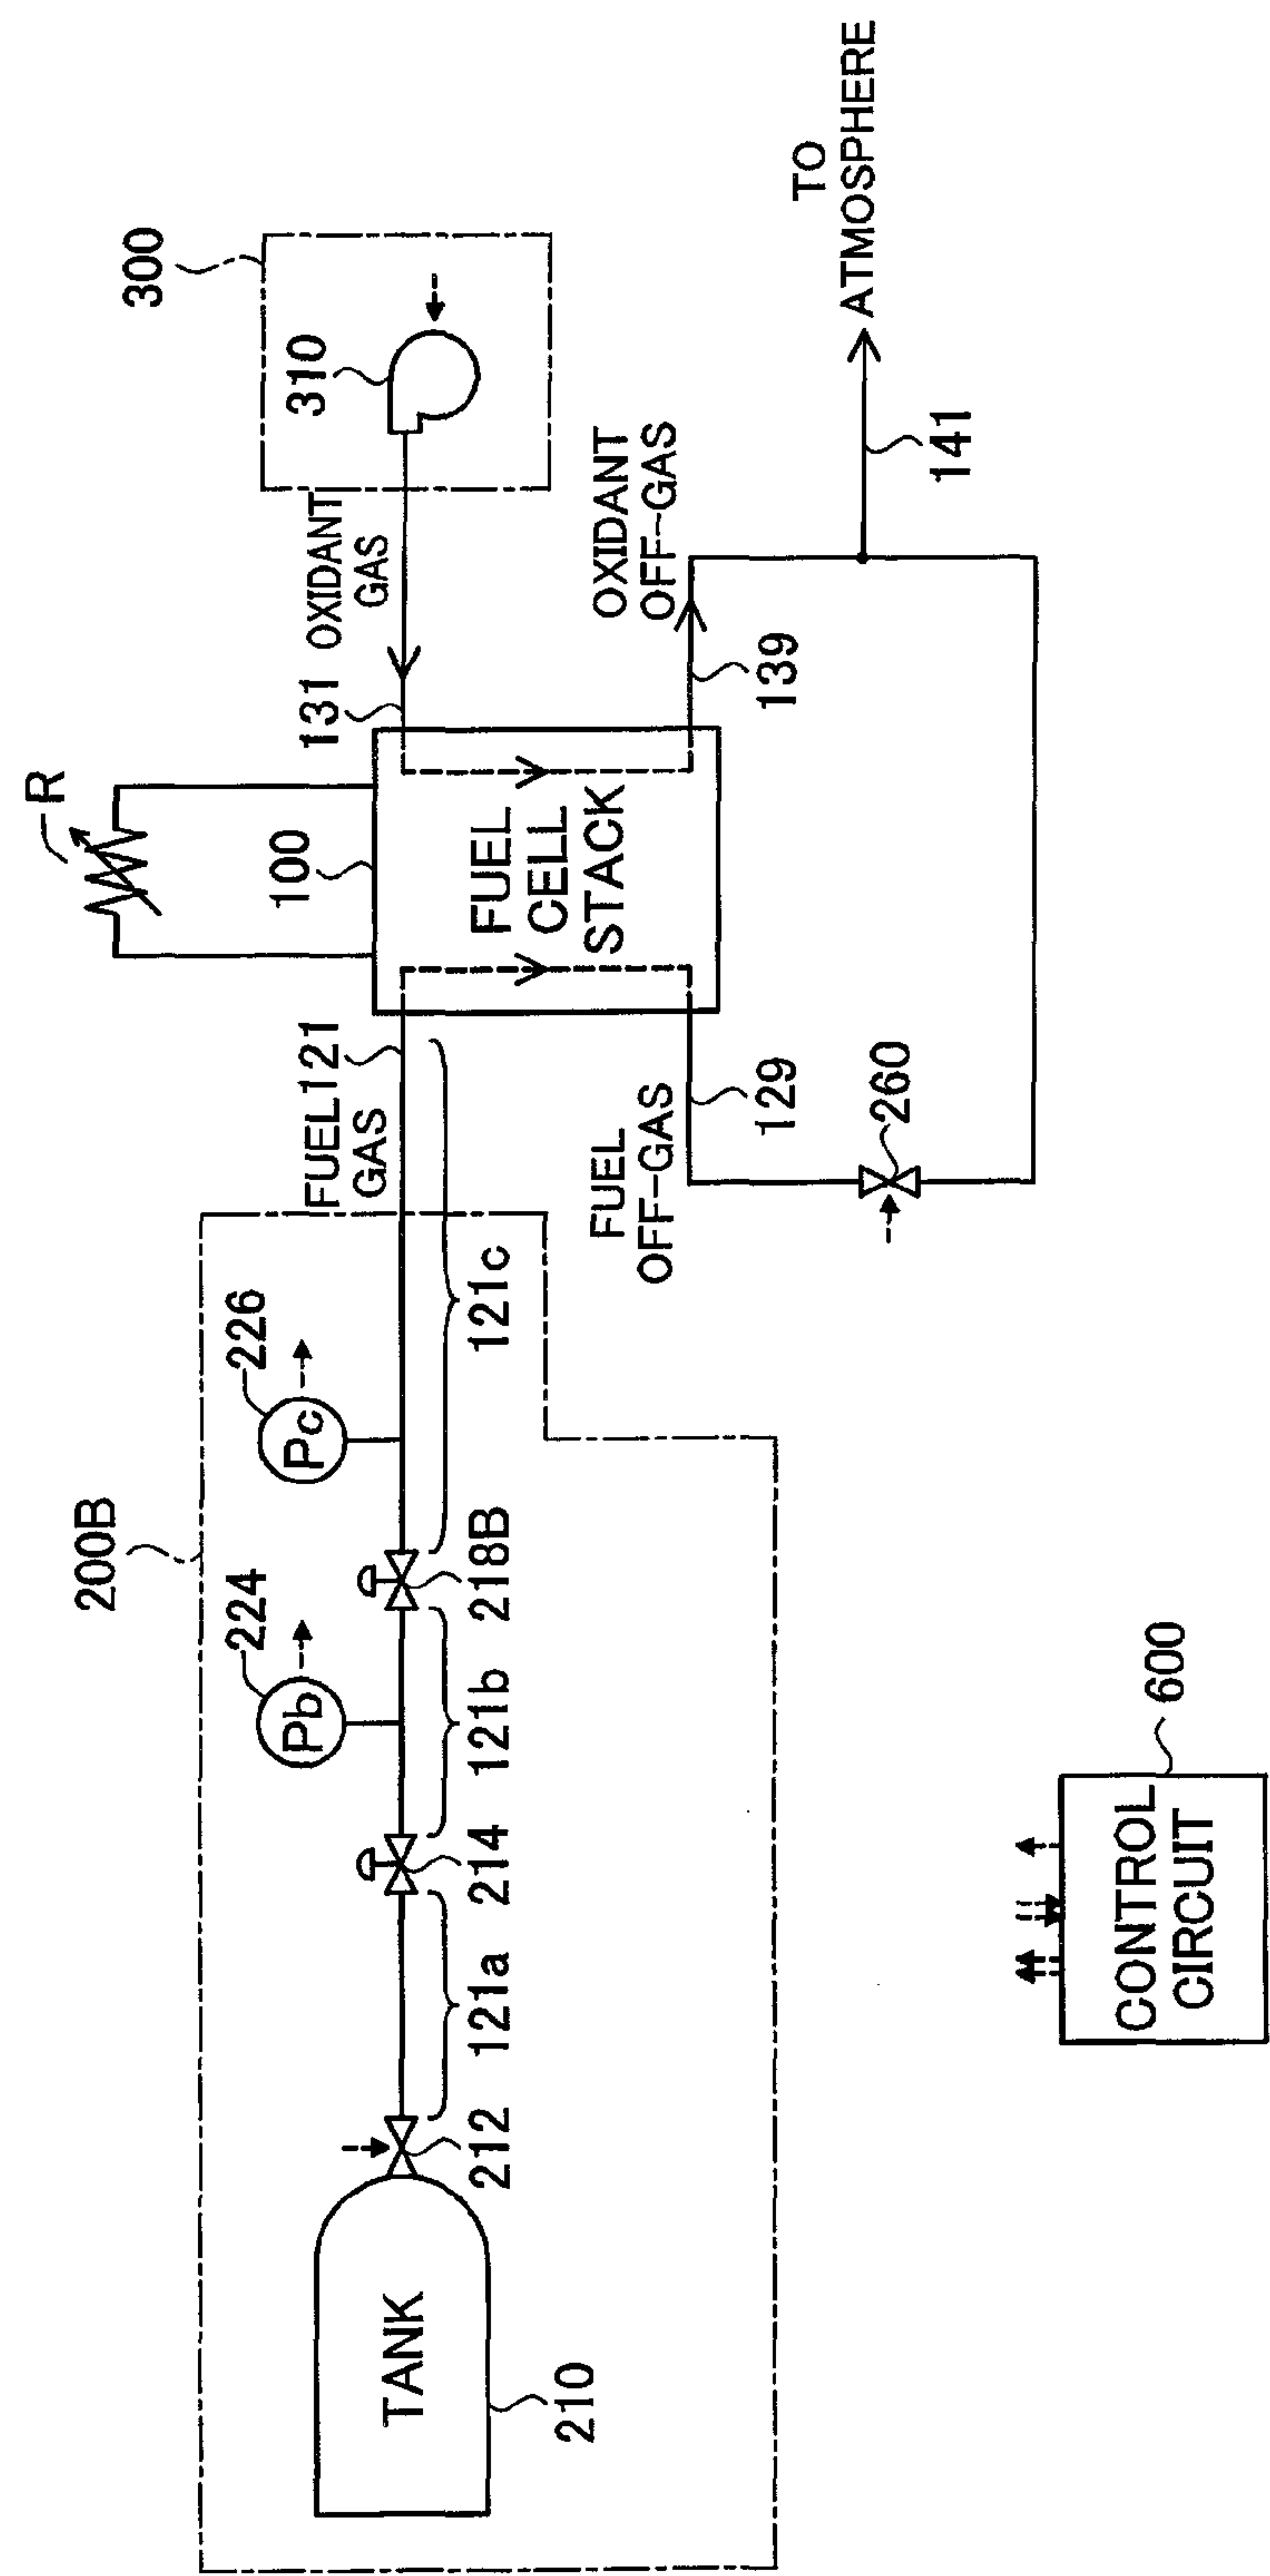 200B
224
Pb
226
Pc
TANK
210
212
121a
214
121b
218B
121c
FUEL
GAS
121
R
100
FUEL
CELL
STACK
131
OXIDANT
GAS
300
310
FUEL
OFF-GAS
129
260
139
OXIDANT
OFF-GAS
141
TO
ATMOSPHERE
CONTROL
CIRCUIT
600